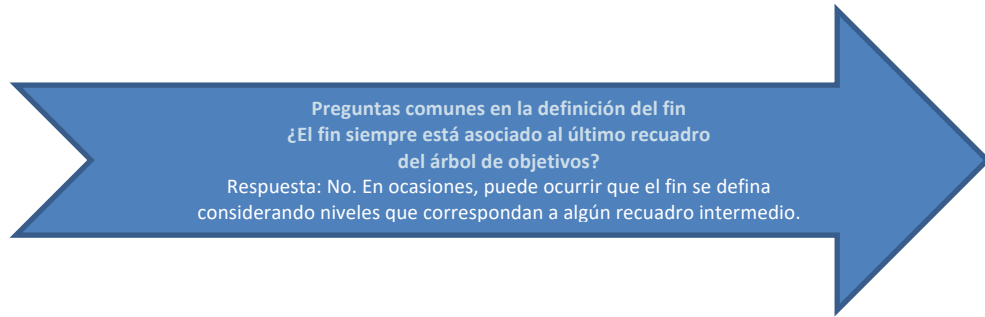 Preguntas comunes en la definición del fin
¿El fin siempre está asociado al último recuadro
del árbol de objetivos?
Respuesta: No. En ocasiones, puede ocurrir que el fin se defina
considerando niveles que correspondan a algún recuadro intermedio.